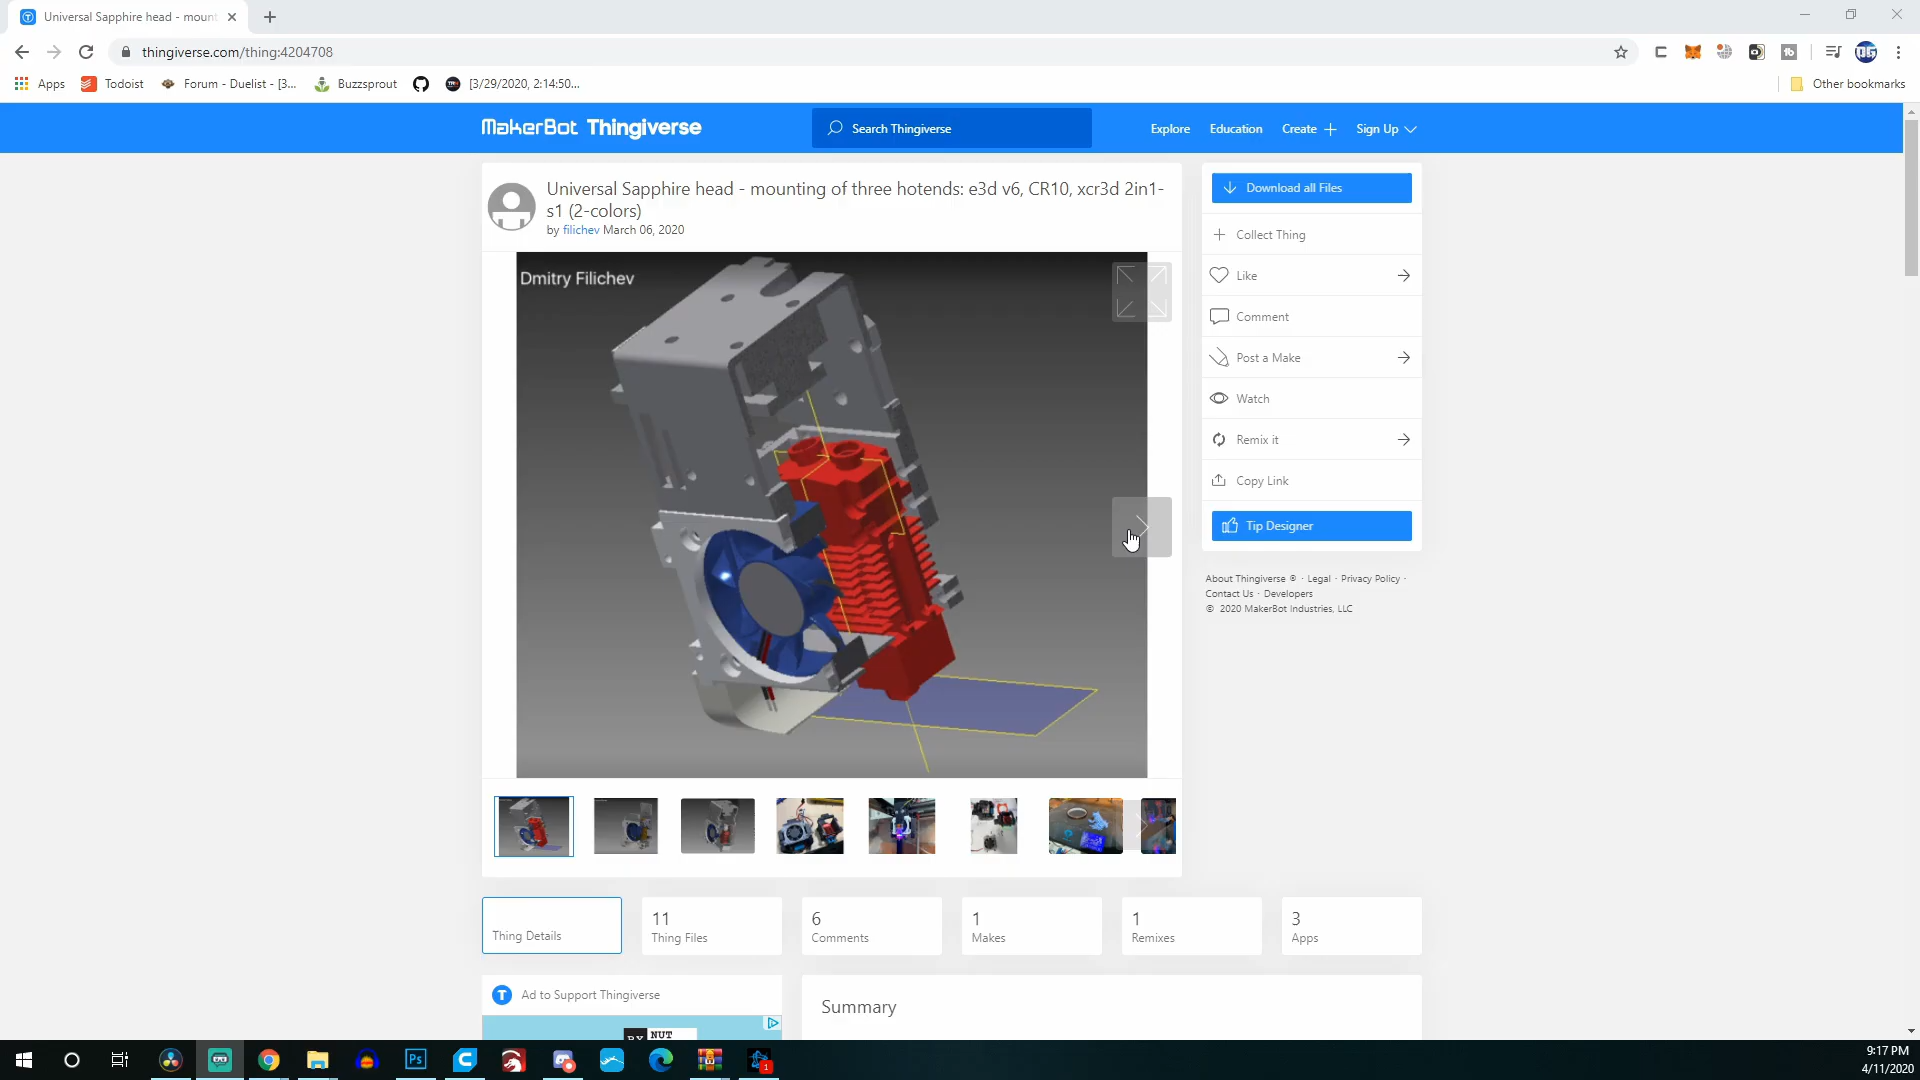 Universal Sapphire head - mount
thingiverse.com/thing:4204708
Apps
Todoist
Forum - Duelist - [3...
Buzzsprout
[3/29/2020, 2:14:50...
Other bookmarks
MakerBot Thingiverse
Search Thingiverse
Explore
Education
Create
Sign Up
Universal Sapphire head - mounting of three hotends: e3d v6, CR10, xcr3d 2in1-
s1 (2-colors)
by filichev March 06, 2020
Dmitry Filichev
Download all Files
Collect Thing
Like
Comment
Post a Make
Watch
Remix it
Copy Link
Tip Designer
About Thingiverse ® · Legal · Privacy Policy ·
Contact Us · Developers
© 2020 MakerBot Industries, LLC
Thing Details
11
Thing Files
6
Comments
1
Makes
1
Remixes
3
Apps
Ad to Support Thingiverse
NUT
Summary
Ps
1
9:17 PM
4/11/2020